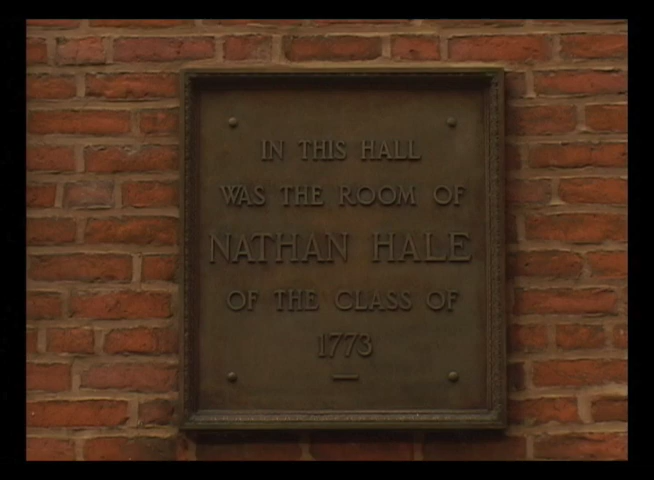 IN THIS HALL
WAS THE ROOM OF
NATHAN HALE
OF THE CLASS OF
1773